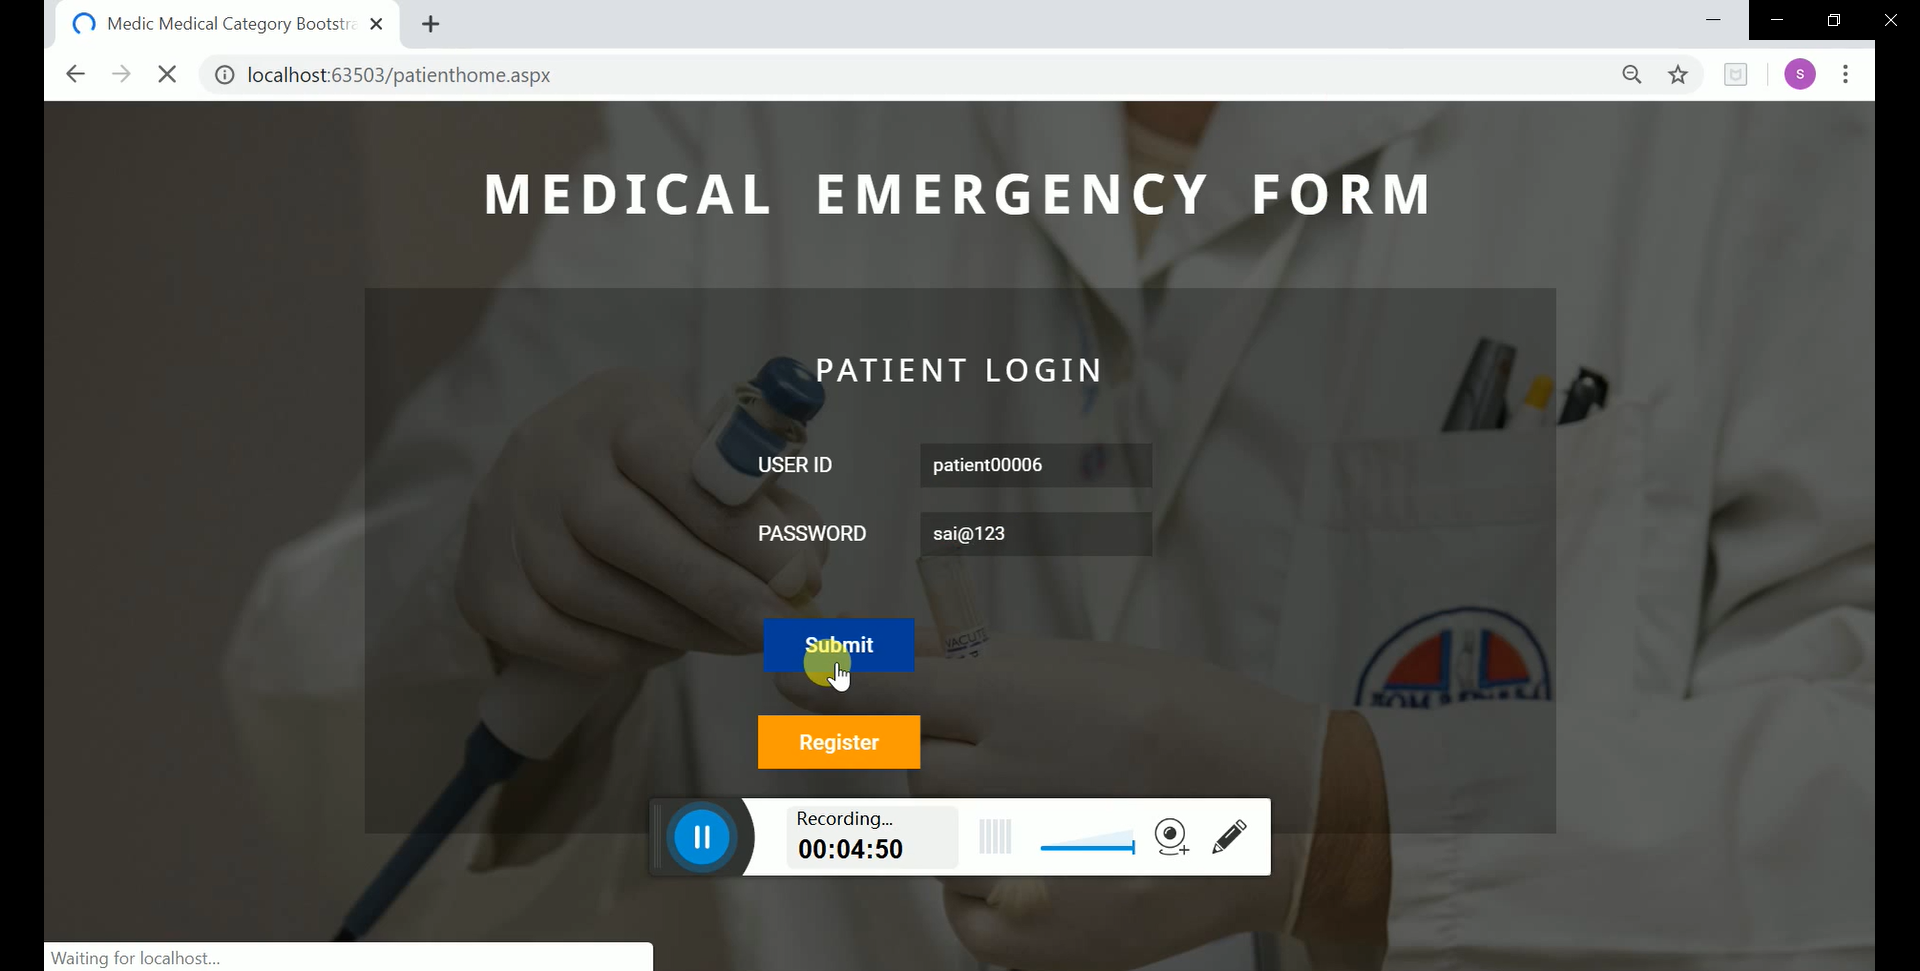 Medic Medical Category Bootstra
localhost:63503/patienthome.aspx
S
MEDICAL EMERGENCY FORM
PATIENT LOGIN
USER ID patient00006
PASSWORD sai@123
VACUTE
Submit
Register
Recording...
00:04:50
Waiting for localhost...